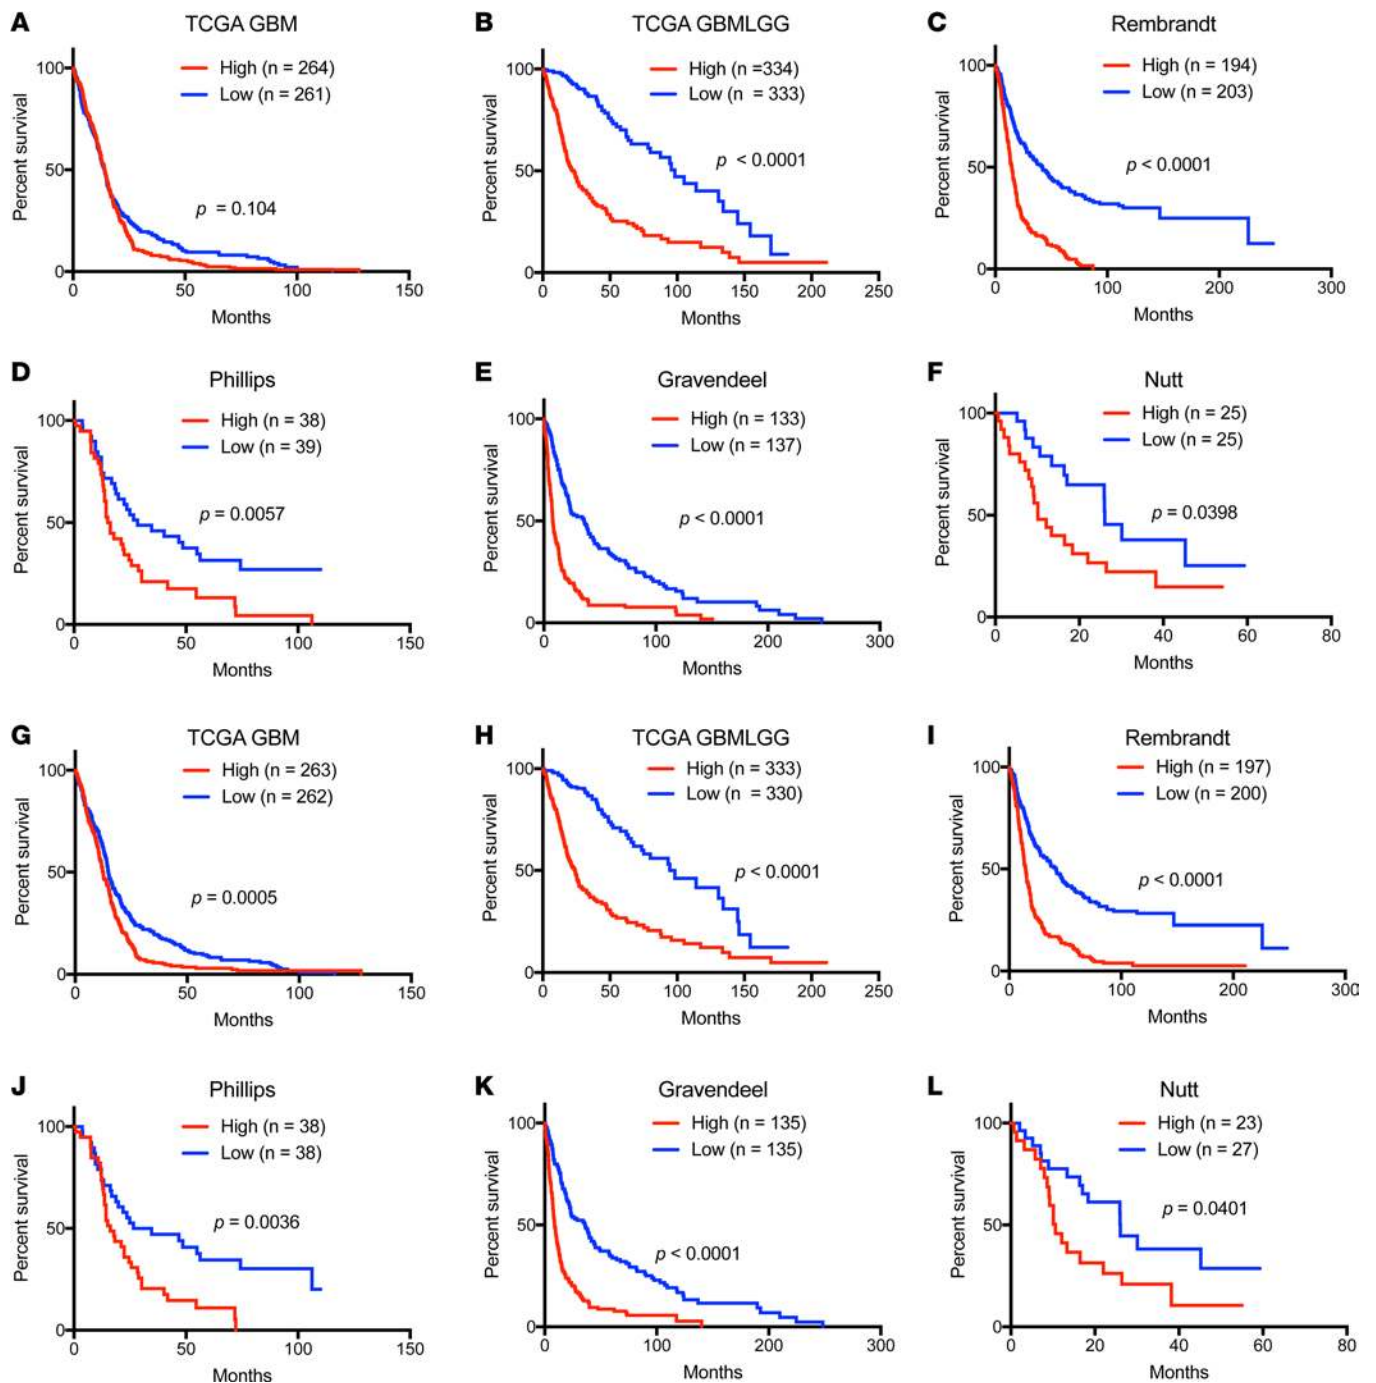 A TCGA GBM
High (n = 264)
Low (n = 261)
p = 0.104
Percent survival
100
50
0
0 50 100 150
Months
B TCGA GBMLGG
High (n =334)
Low (n = 333)
p < 0.0001
Percent survival
100
50
0
0 50 100 150 200 250
Months
C Rembrandt
High (n = 194)
Low (n = 203)
p < 0.0001
Percent survival
100
50
0
0 100 200 300
Months
D Phillips
High (n = 38)
Low (n = 39)
p = 0.0057
Percent survival
100
50
0
0 50 100 150
Months
E Gravendeel
High (n = 133)
Low (n = 137)
p < 0.0001
Percent survival
100
50
0
0 100 200 300
Months
F Nutt
High (n = 25)
Low (n = 25)
p = 0.0398
Percent survival
100
50
0
0 20 40 60 80
Months
G TCGA GBM
High (n = 263)
Low (n = 262)
p = 0.0005
Percent survival
100
50
0
0 50 100 150
Months
H TCGA GBMLGG
High (n = 333)
Low (n = 330)
p < 0.0001
Percent survival
100
50
0
0 50 100 150 200 250
Months
I Rembrandt
High (n = 197)
Low (n = 200)
p < 0.0001
Percent survival
100
50
0
0 100 200 300
Months
J Phillips
High (n = 38)
Low (n = 38)
p = 0.0036
Percent survival
100
50
0
0 50 100 150
Months
K Gravendeel
High (n = 135)
Low (n = 135)
p < 0.0001
Percent survival
100
50
0
0 100 200 300
Months
L Nutt
High (n = 23)
Low (n = 27)
p = 0.0401
Percent survival
100
50
0
0 20 40 60 80
Months